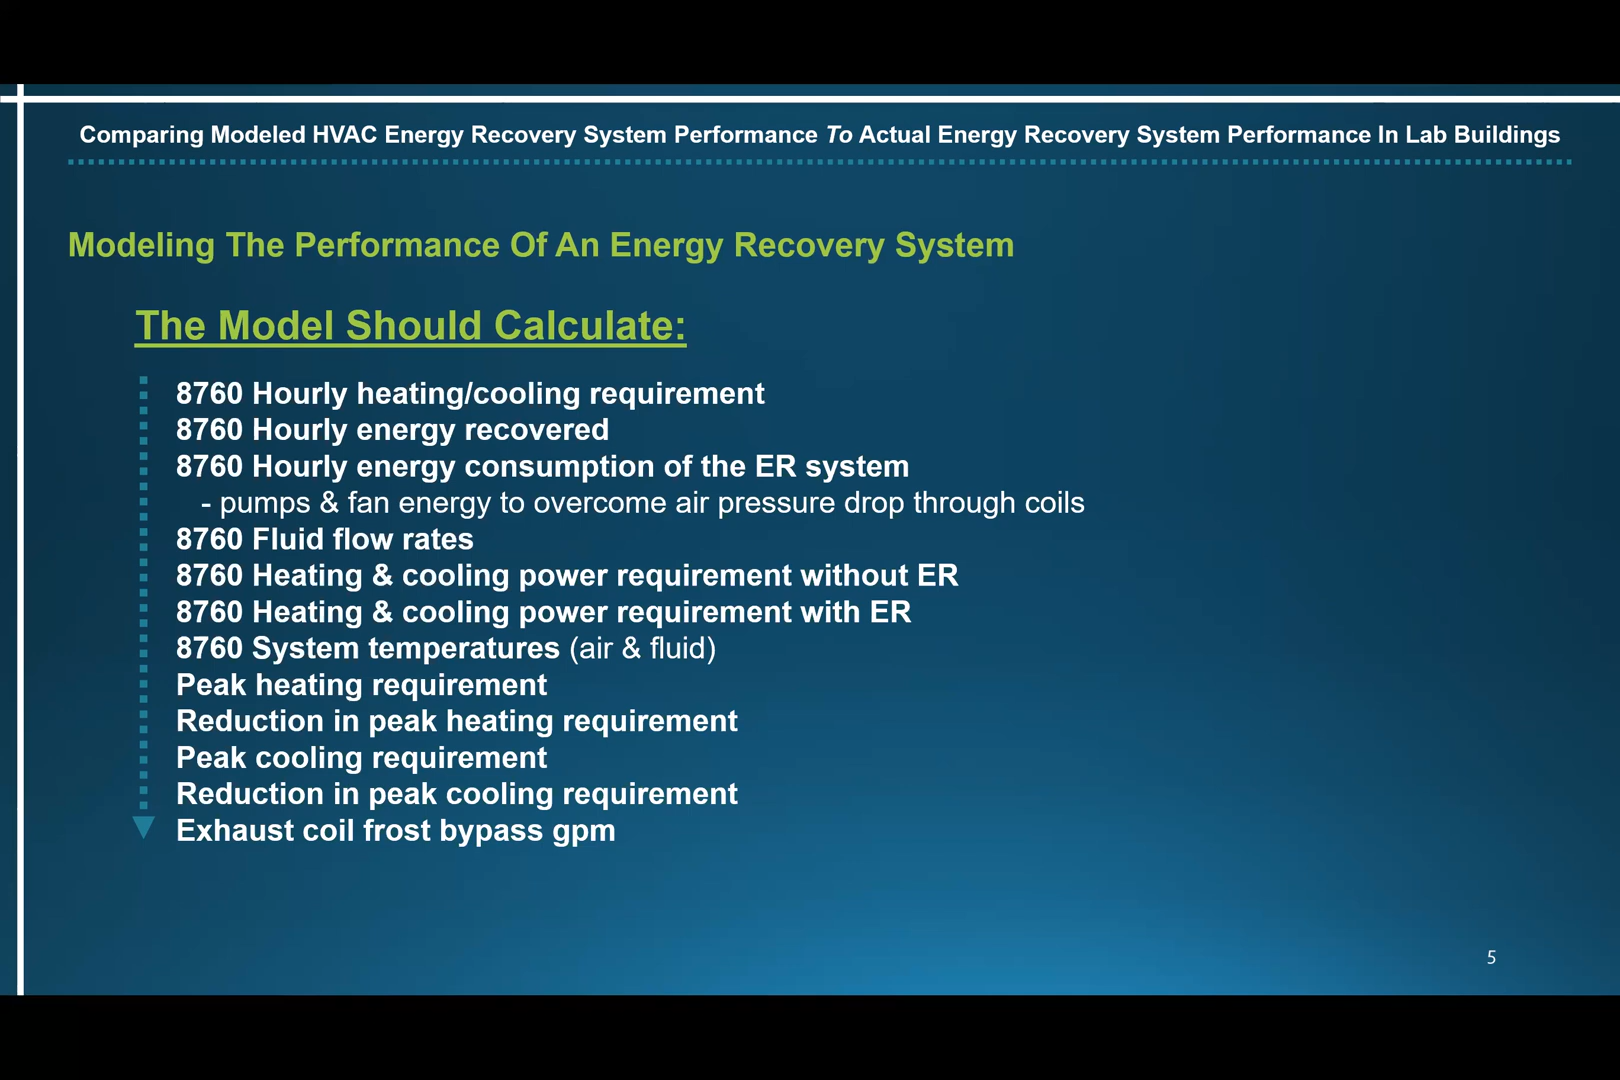 Comparing Modeled HVAC Energy Recovery System Performance To Actual Energy Recovery System Performance In Lab Buildings
Modeling The Performance Of An Energy Recovery System
The Model Should Calculate:
8760 Hourly heating/cooling requirement
8760 Hourly energy recovered
8760 Hourly energy consumption of the ER system
- pumps & fan energy to overcome air pressure drop through coils
8760 Fluid flow rates
8760 Heating & cooling power requirement without ER
8760 Heating & cooling power requirement with ER
8760 System temperatures (air & fluid)
Peak heating requirement
Reduction in peak heating requirement
Peak cooling requirement
Reduction in peak cooling requirement
Exhaust coil frost bypass gpm
5